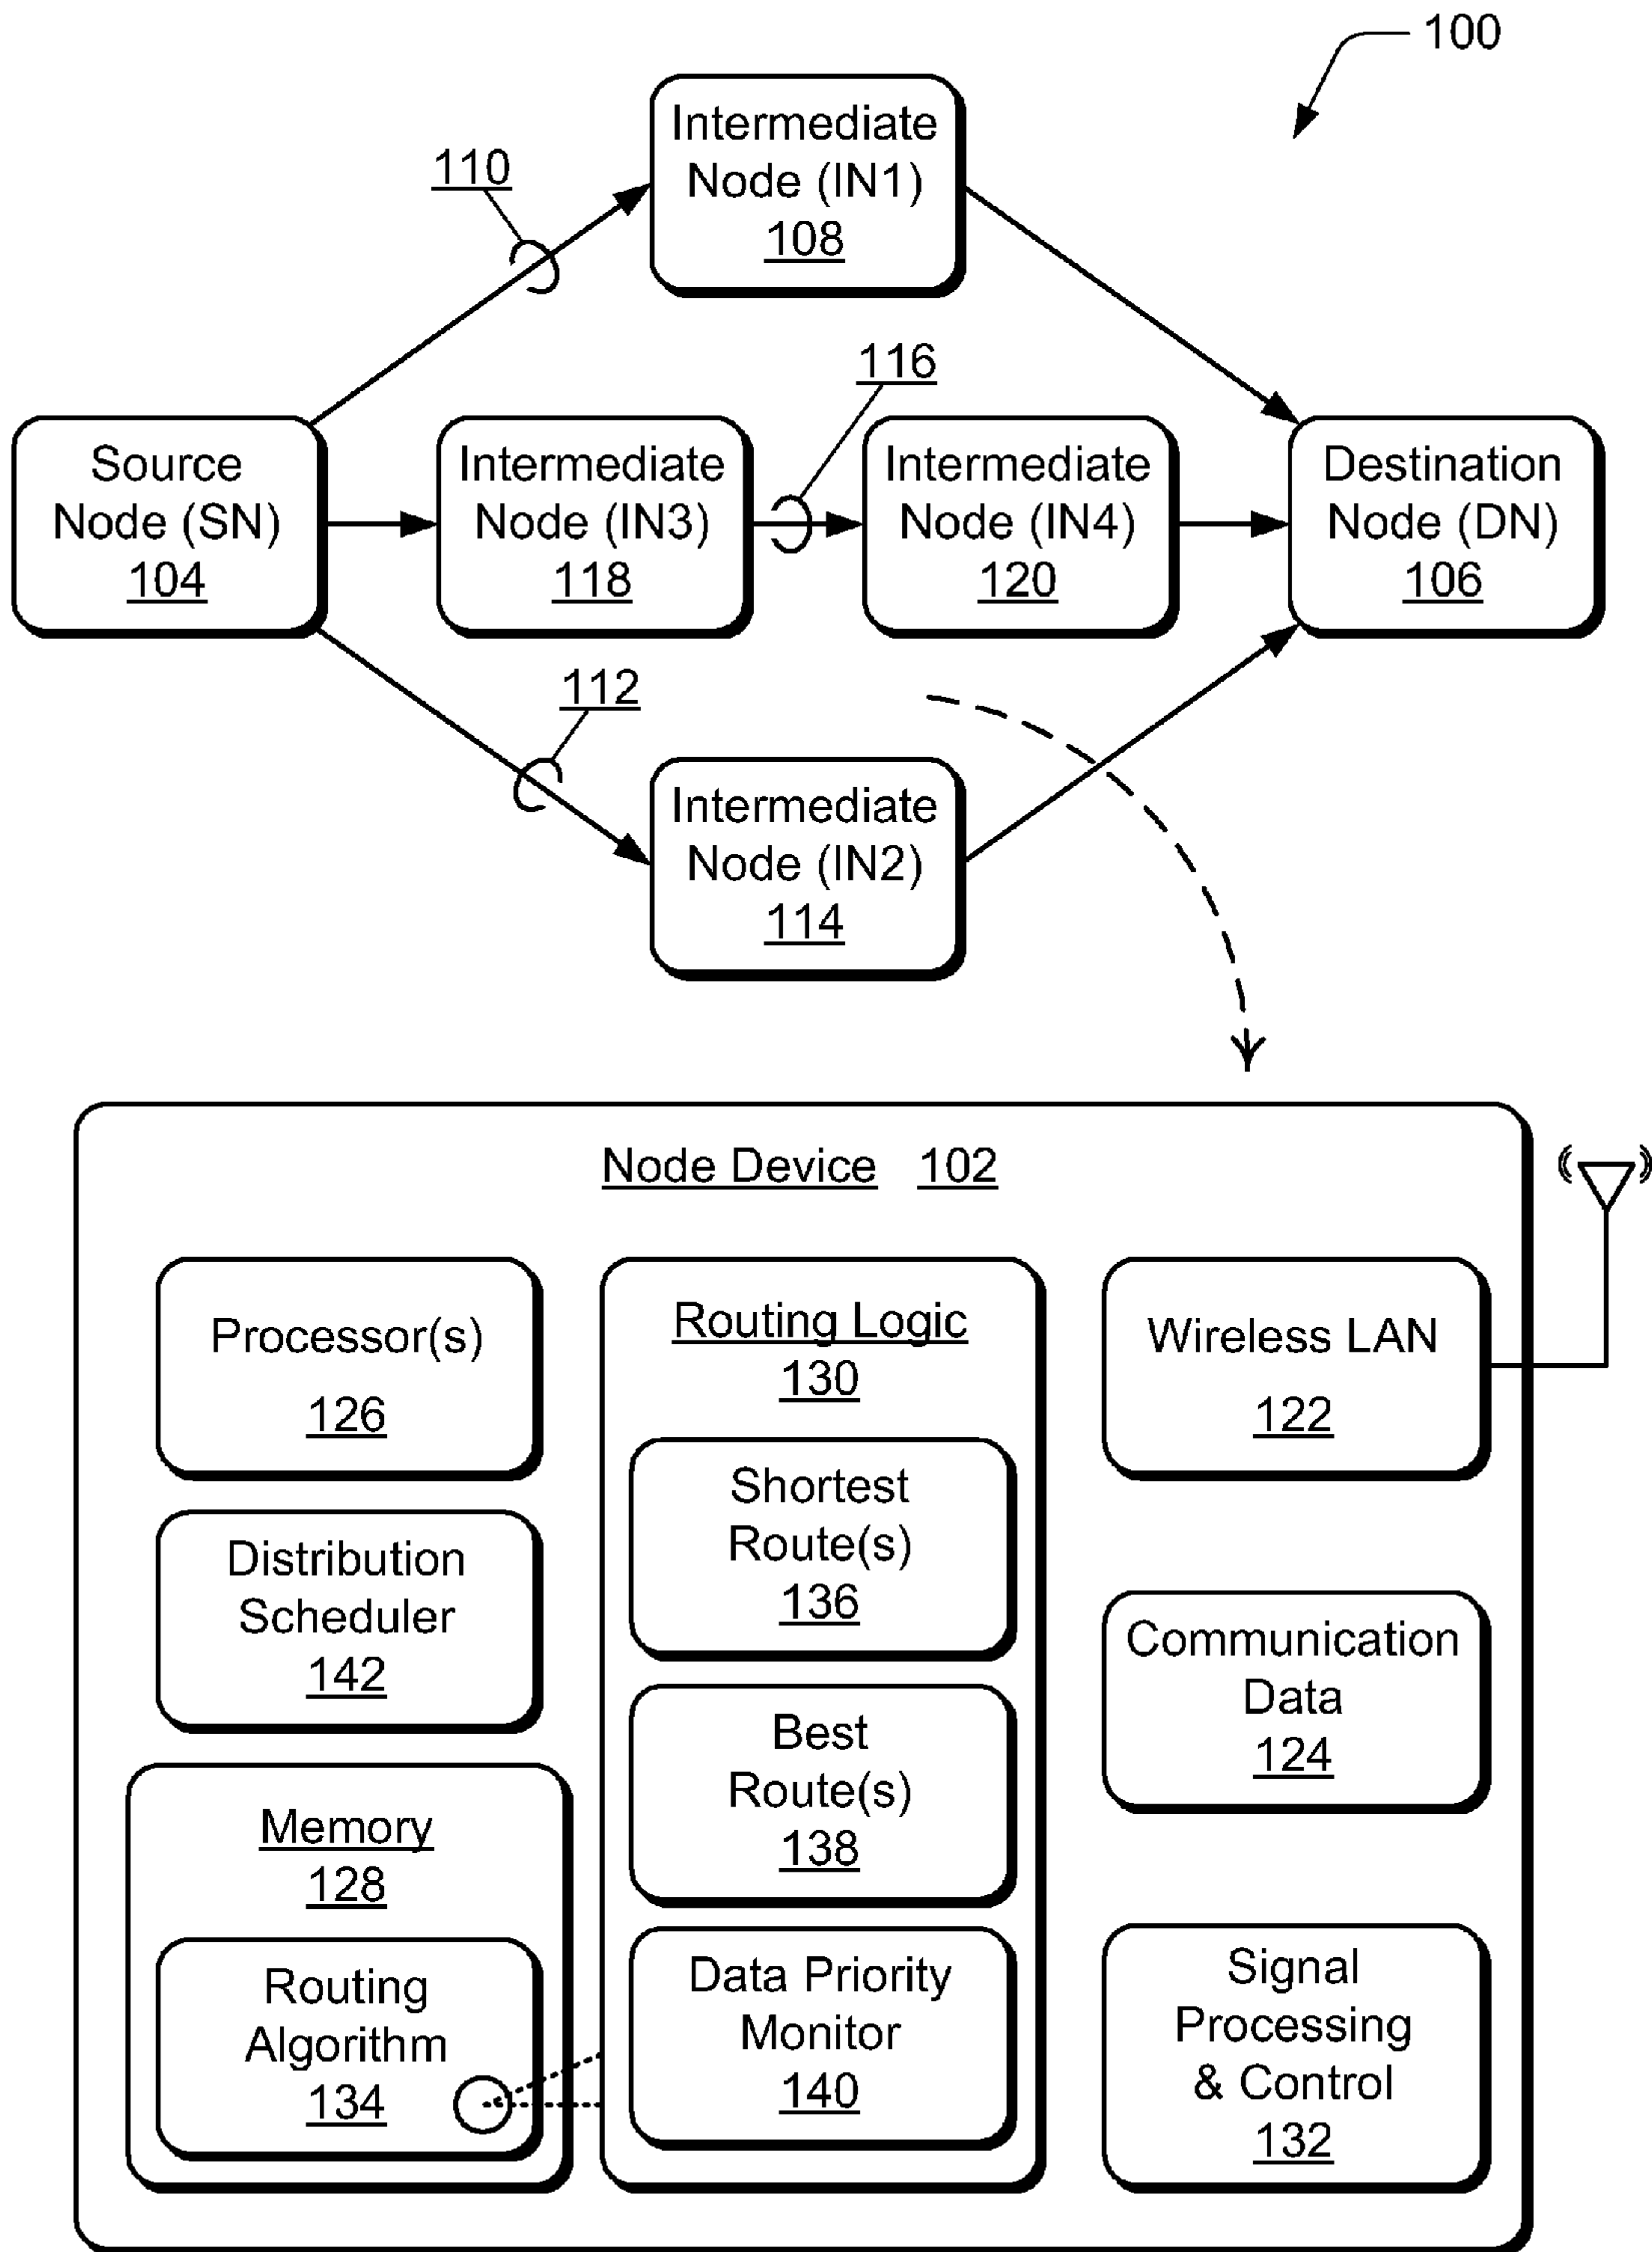 100
Intermediate
Node (IN1)
108
110
116
Source
Node (SN)
104
Intermediate
Node (IN3)
118
Intermediate
Node (IN4)
120
Destination
Node (DN)
106
112
Intermediate
Node (IN2)
114
Node Device 102
Processor(s)
126
Distribution
Scheduler
142
Memory
128
Routing
Algorithm
134
Routing Logic
130
Shortest
Route(s)
136
Best
Route(s)
138
Data Priority
Monitor
140
Wireless LAN
122
Communication
Data
124
Signal
Processing
& Control
132